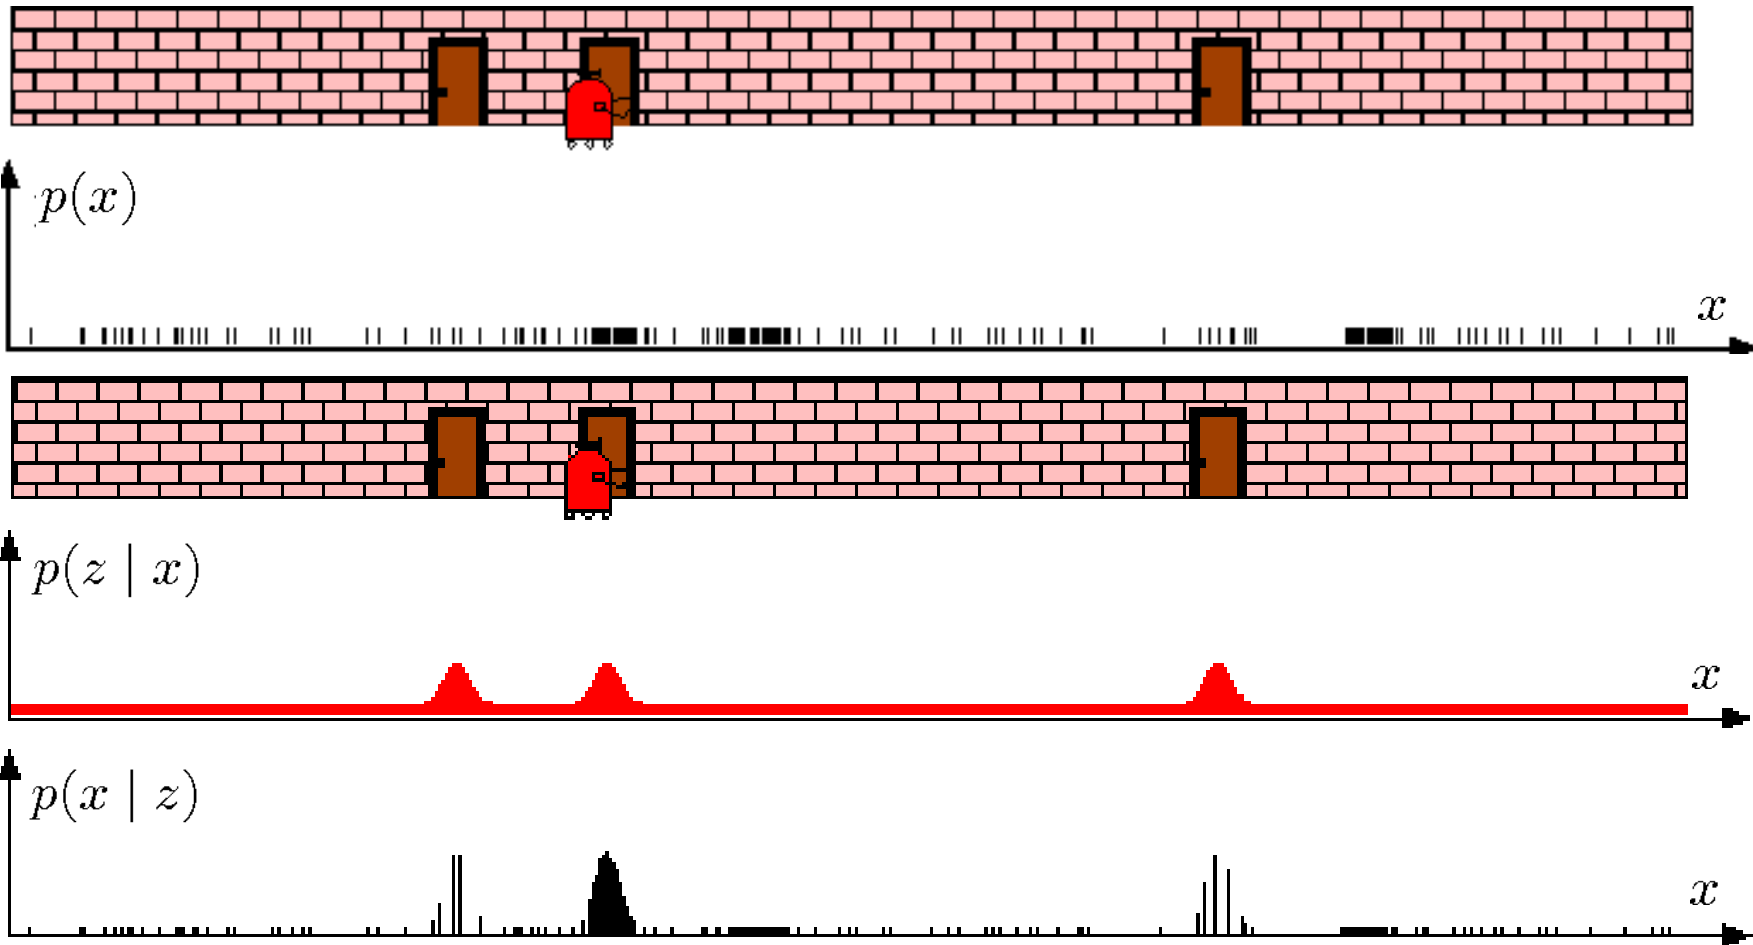 p(x)
x
p(z | x)
x
p(x | z)
x